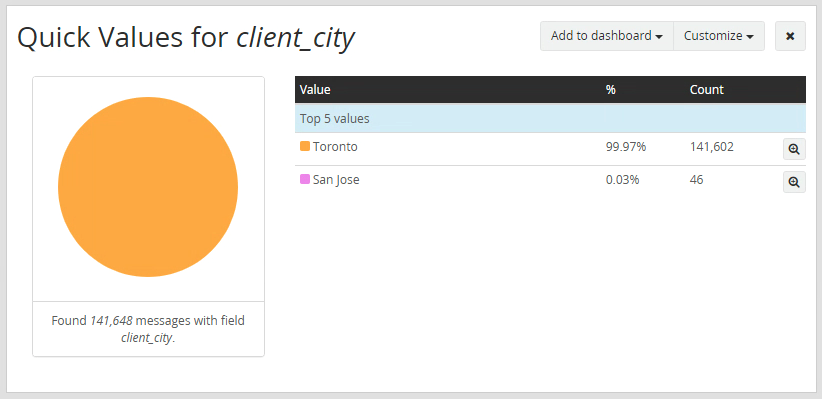 Quick Values for client_city
Add to dashboard
Customize
Value % Count
Top 5 values
Toronto 99.97% 141,602
San Jose 0.03% 46
Found 141,648 messages with field
client_city.